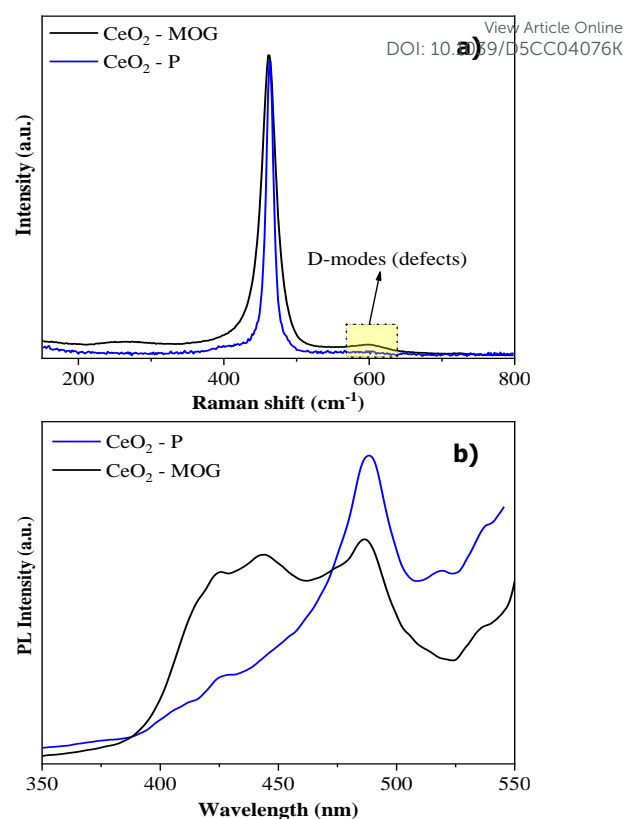 View Article Online
DOI: 10.1039/D5CC04076K
a)
CeO2 - MOG
CeO2 - P
Intensity (a.u.)
D-modes (defects)
200 400 600 800
Raman shift (cm-1)
b)
CeO2 - P
CeO2 - MOG
PL Intensity (a.u.)
350 400 450 500 550
Wavelength (nm)